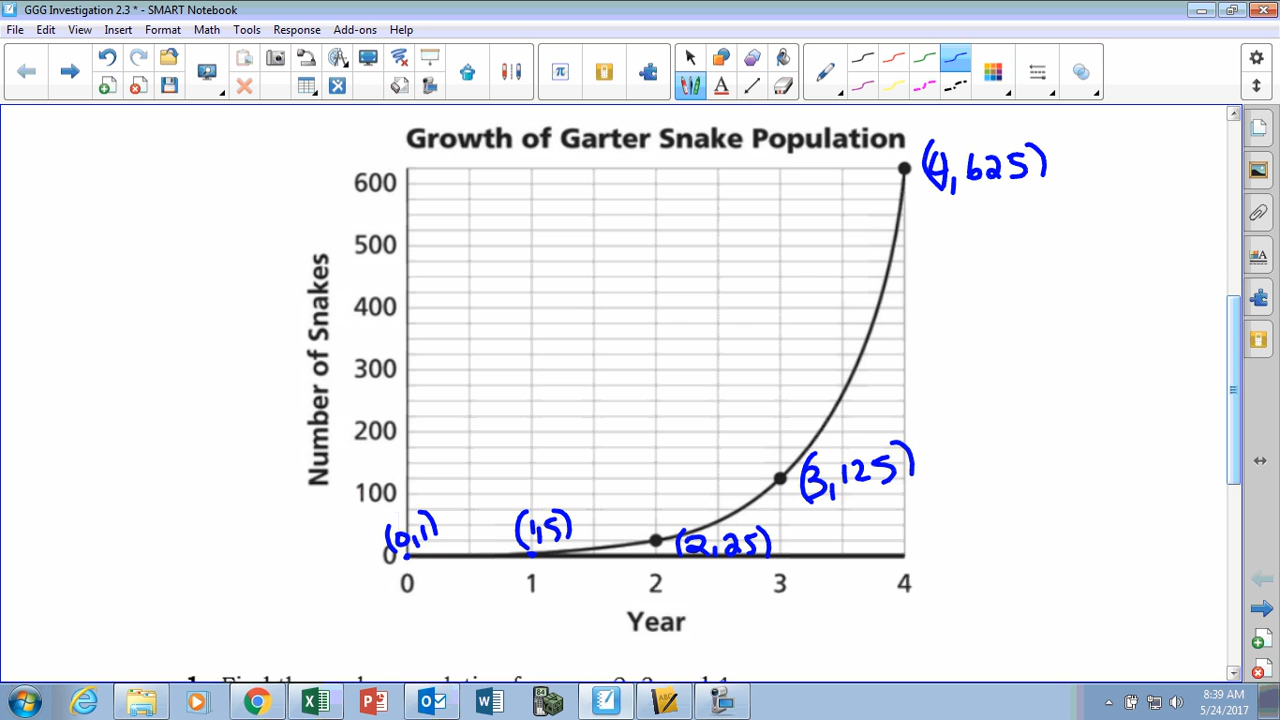 GGG Investigation 2.3 * - SMART Notebook
File Edit View Insert Format Math Tools Response Add-ons Help
Growth of Garter Snake Population
(4, 625)
600
500
400
300
200
100
0
Number of Snakes
(3, 125)
(0,1)
(1,5)
(2,25)
0 1 2 3 4
Year
8:39 AM
5/24/2017